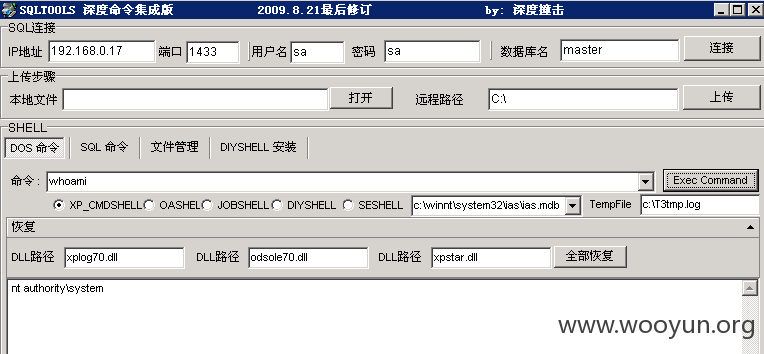 SQLTOOLS 深度命令集成版 2009.8.21最后修订 by: 深度撞击
SQL连接
IP地址 192.168.0.17 端口 1433 用户名 sa 密码 sa 数据库名 master 连接
上传步骤
本地文件 打开 远程路径 C:\ 上传
SHELL
DOS 命令 SQL 命令 文件管理 DIYSHELL 安装
命令: whoami Exec Command
XP_CMDSHELL OASHEL JOBSHELL DIYSHELL SESHELL c:\winnt\system32\ias\ias.mdb TempFile c:\T3tmp.log
恢复
DLL路径 xplog70.dll DLL路径 odsole70.dll DLL路径 xpstar.dll 全部恢复
nt authority\system
www.wooyun.org